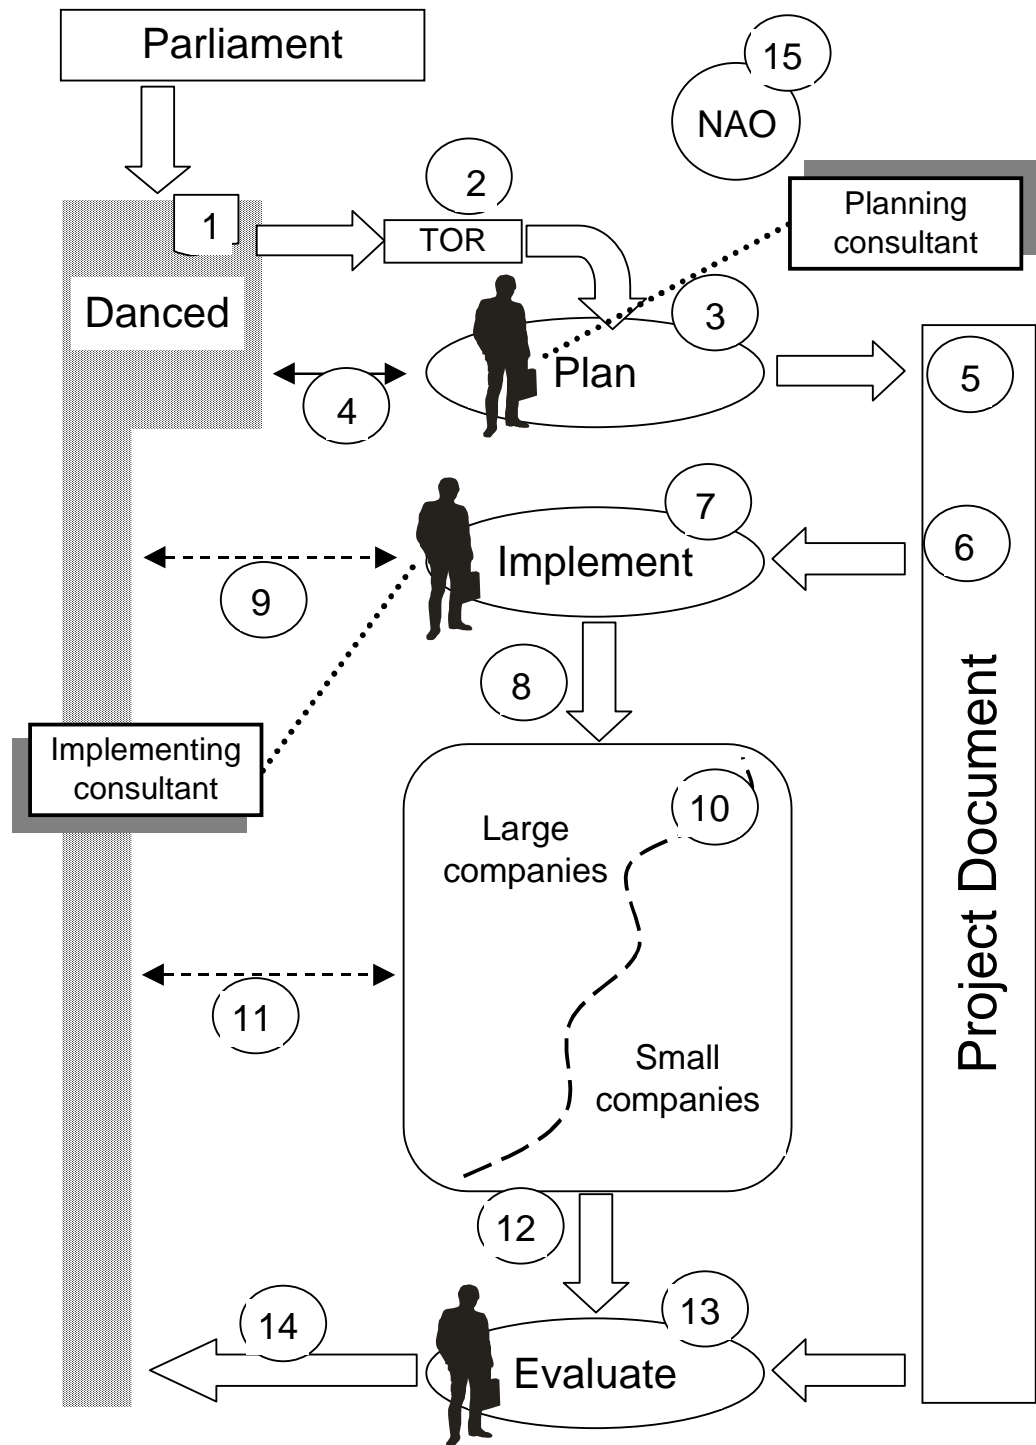 Parliament
15
NAO
2
1
TOR
Planning
consultant
Danced
3
Plan
5
4
7
6
Implement
9
8
Implementing
consultant
10
Large
companies
Project Document
11
Small
companies
12
13
14
Evaluate